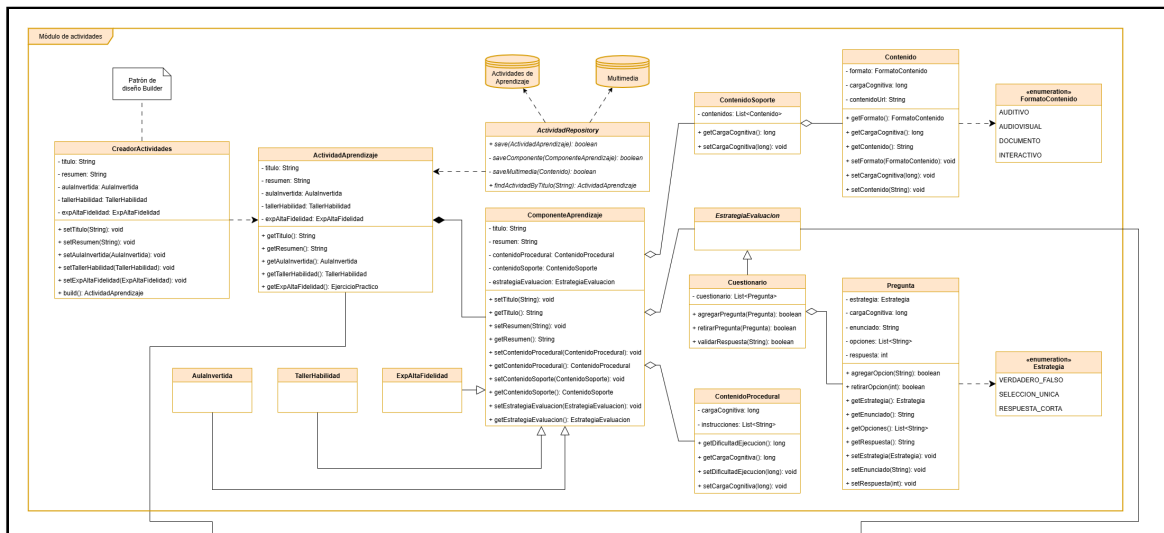 Módulo de actividades
Patrón de
diseño Builder
CreadorActividades
- titulo: String
- resumen: String
- aulaInvertida: AulaInvertida
- tallerHabilidad: TallerHabilidad
- expAltaFidelidad: ExpAltaFidelidad
+ setTitulo(String): void
+ setResumen(String): void
+ setAulaInvertida(AulaInvertida): void
+ setTallerHabilidad(TallerHabilidad): void
+ setExpAltaFidelidad(ExpAltaFidelidad): void
+ build(): ActividadAprendizaje
ActividadAprendizaje
- titulo: String
- resumen: String
- aulaInvertida: AulaInvertida
- tallerHabilidad: TallerHabilidad
- expAltaFidelidad: ExpAltaFidelidad
+ getTitulo(): String
+ getResumen(): String
+ getAulaInvertida(): AulaInvertida
+ getTallerHabilidad(): TallerHabilidad
+ getExpAltaFidelidad(): EjercicioPractico
Actividades de
Aprendizaje
Multimedia
ActividadRepository
+ save(ActividadAprendizaje): boolean
- saveComponente(ComponenteAprendizaje): boolean
- saveMultimedia(Contenido): boolean
+ findActividadByTitulo(String): ActividadAprendizaje
ComponenteAprendizaje
- titulo: String
- resumen: String
- contenidoProcedural: ContenidoProcedural
- contenidoSoporte: ContenidoSoporte
- estrategiaEvaluacion: EstrategiaEvaluacion
+ setTitulo(String): void
+ getTitulo(): String
+ setResumen(String): void
+ getResumen(): String
+ setContenidoProcedural(ContenidoProcedural): void
+ getContenidoProcedural(): ContenidoProcedural
+ setContenidoSoporte(ContenidoSoporte): void
+ getContenidoSoporte(): ContenidoSoporte
+ setEstrategiaEvaluacion(EstrategiaEvaluacion): void
+ getEstrategiaEvaluacion(): EstrategiaEvaluacion
AulaInvertida
TallerHabilidad
ExpAltaFidelidad
ContenidoSoporte
- contenidos: List<Contenido>
+ getCargaCognitiva(): long
+ setCargaCognitiva(long): void
Contenido
- formato: FormatoContenido
- cargaCognitiva: long
- contenidoUrl: String
+ getFormato(): FormatoContenido
+ getCargaCognitiva(): long
+ getContenido(): String
+ setFormato(FormatoContenido): void
+ setCargaCognitiva(long): void
+ setContenido(String): void
«enumeration»
FormatoContenido
AUDITIVO
AUDIOVISUAL
DOCUMENTO
INTERACTIVO
EstrategiaEvaluacion
Cuestionario
- cuestionario: List<Pregunta>
+ agregarPregunta(Pregunta): boolean
+ retirarPregunta(Pregunta): boolean
+ validarRespuesta(String): boolean
Pregunta
- estrategia: Estrategia
- cargaCognitiva: long
- enunciado: String
- opciones: List<String>
- respuesta: int
+ agregarOpcion(String): boolean
+ retirarOpcion(int): boolean
+ getEstrategia(): Estrategia
+ getEnunciado(): String
+ getOpciones(): List<String>
+ getRespuesta(): String
+ setEstrategia(Estrategia): void
+ setEnunciado(String): void
+ setRespuesta(int): void
«enumeration»
Estrategia
VERDADERO_FALSO
SELECCION_UNICA
RESPUESTA_CORTA
ContenidoProcedural
- cargaCognitiva: long
- instrucciones: List<String>
+ getDificultadEjecucion(): long
+ getCargaCognitiva(): long
+ setDificultadEjecucion(long): void
+ setCargaCognitiva(long): void